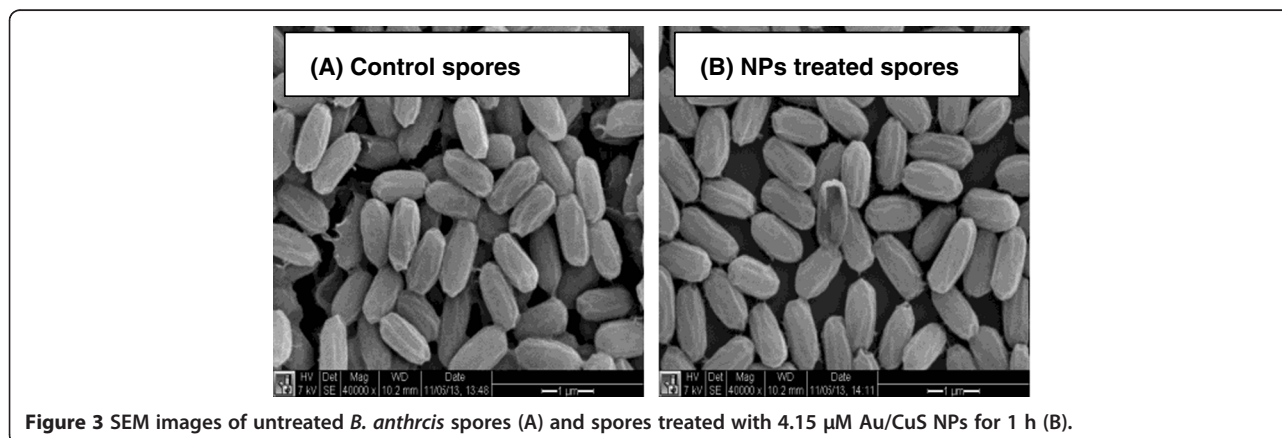 (A) Control spores
(B) NPs treated spores
HV Det Mag WD Date
7 kV SE 40000 x 10.2 mm 11/05/13, 13:48 1 µm
HV Det Mag WD Date
7 kV SE 40000 x 10.2 mm 11/05/13, 14:11 1 µm
Figure 3 SEM images of untreated B. anthrcis spores (A) and spores treated with 4.15 µM Au/CuS NPs for 1 h (B).